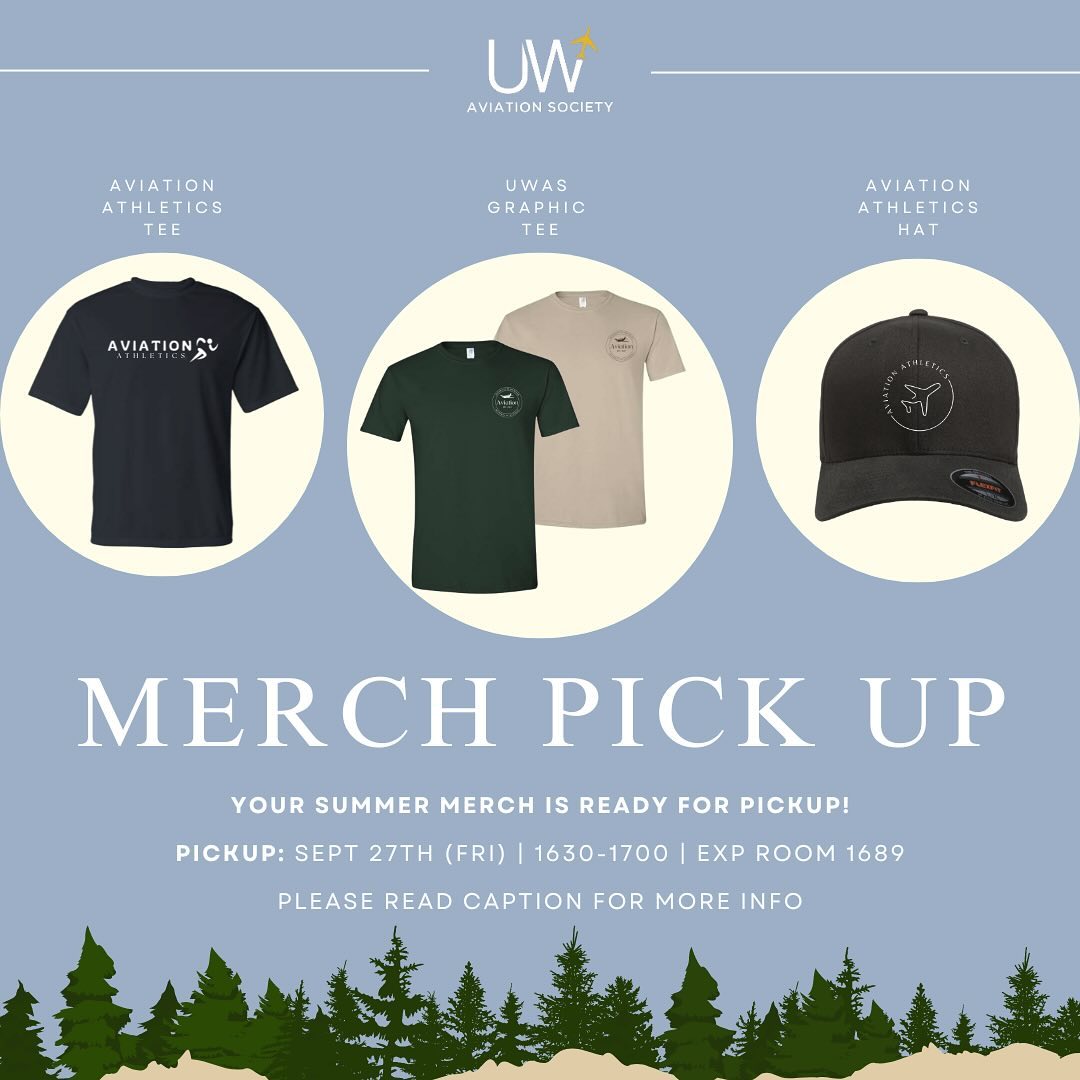 UW
AVIATION SOCIETY
AVIATION
ATHLETICS
TEE
UWAS
GRAPHIC
TEE
AVIATION
ATHLETICS
HAT
AVIATION
ATHLETICS
Aviation
Aviation
AVIATION ATHLETICS
FLEXFIT
MERCH PICK UP
YOUR SUMMER MERCH IS READY FOR PICKUP!
PICKUP: SEPT 27TH (FRI) | 1630-1700 | EXP ROOM 1689
PLEASE READ CAPTION FOR MORE INFO